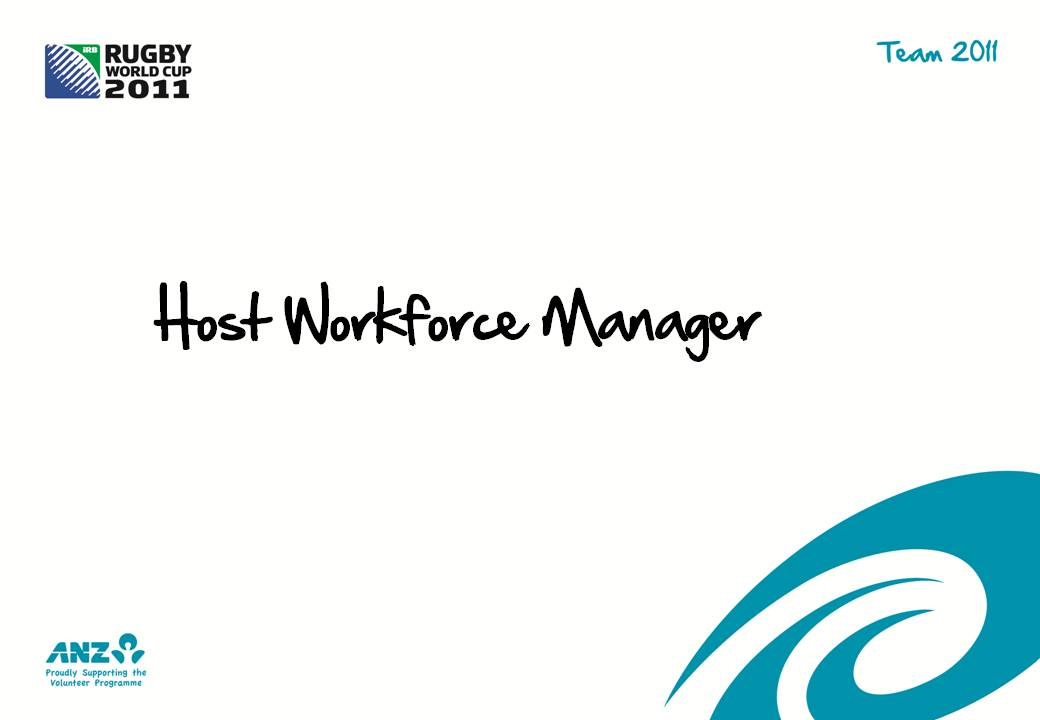 iRB
RUGBY
WORLD CUP
2011
Team 2011
Host Workforce Manager
ANZ
Proudly Supporting the
Volunteer Programme